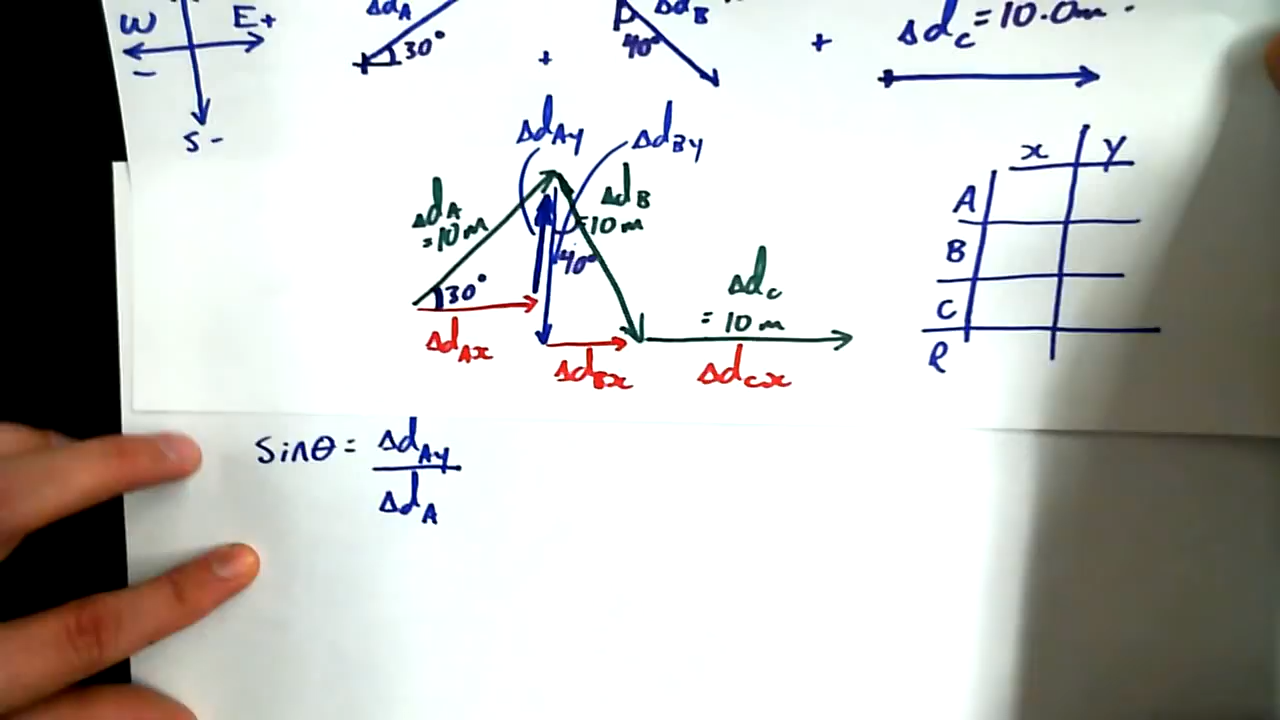 W E+
-
S-
Δd_A
30°
+
Δd_B
40°
+
Δd_C = 10.0m.
Δd_Ay
Δd_By
Δd_A
= 10m
Δd_B
= 10m
30°
40°
Δd_C
= 10m
Δd_Ax
Δd_Bx
Δd_Cx
x y
A
B
C
R
sinθ = Δd_Ay
Δd_A